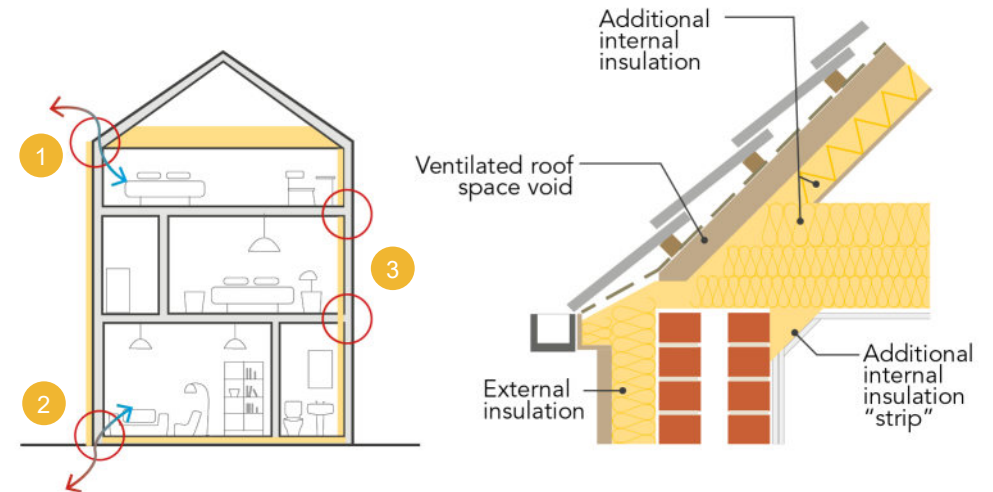 1
2
3
Additional
internal
insulation
Ventilated roof
space void
External
insulation
Additional
internal
insulation
“strip”